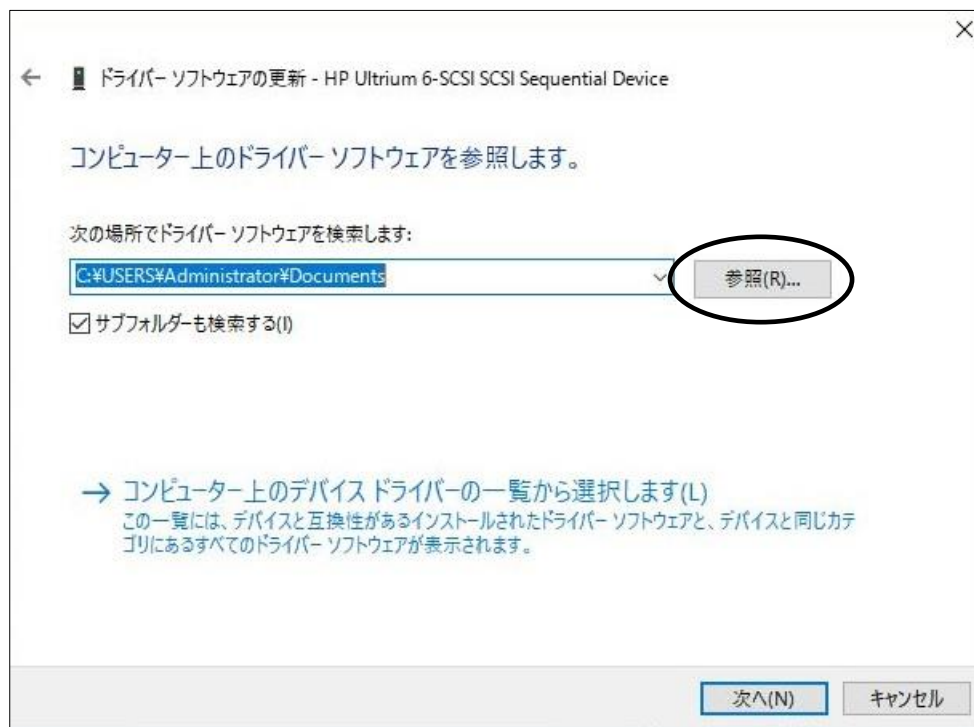 ドライバー ソフトウェアの更新 - HP Ultrium 6-SCSI SCSI Sequential Device
コンピューター上のドライバー ソフトウェアを参照します。
次の場所でドライバー ソフトウェアを検索します:
C:¥USERS¥Administrator¥Documents
参照(R)...
サブフォルダーも検索する(I)
コンピューター上のデバイス ドライバーの一覧から選択します(L)
この一覧には、デバイスと互換性があるインストールされたドライバー ソフトウェアと、デバイスと同じカテ
ゴリにあるすべてのドライバー ソフトウェアが表示されます。
次へ(N)
キャンセル